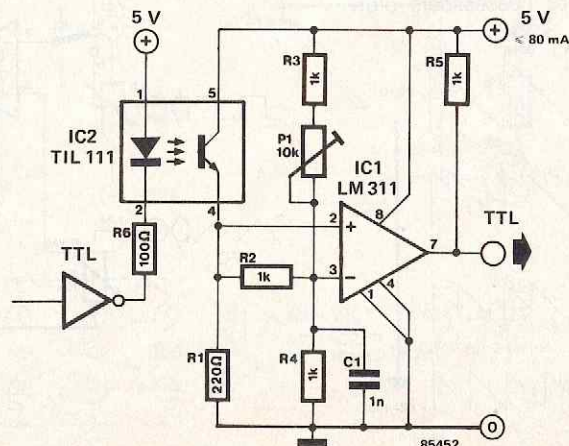 5 V
5 V
≤ 80 mA
1
5
R3
1k
R5
1k
IC2
TIL 111
P1
10k
IC1
LM 311
2
4
R6
100Ω
TTL
R2
1k
2
+
8
3
−
7
1
4
TTL
R1
220Ω
R4
1k
C1
1n
0
85452